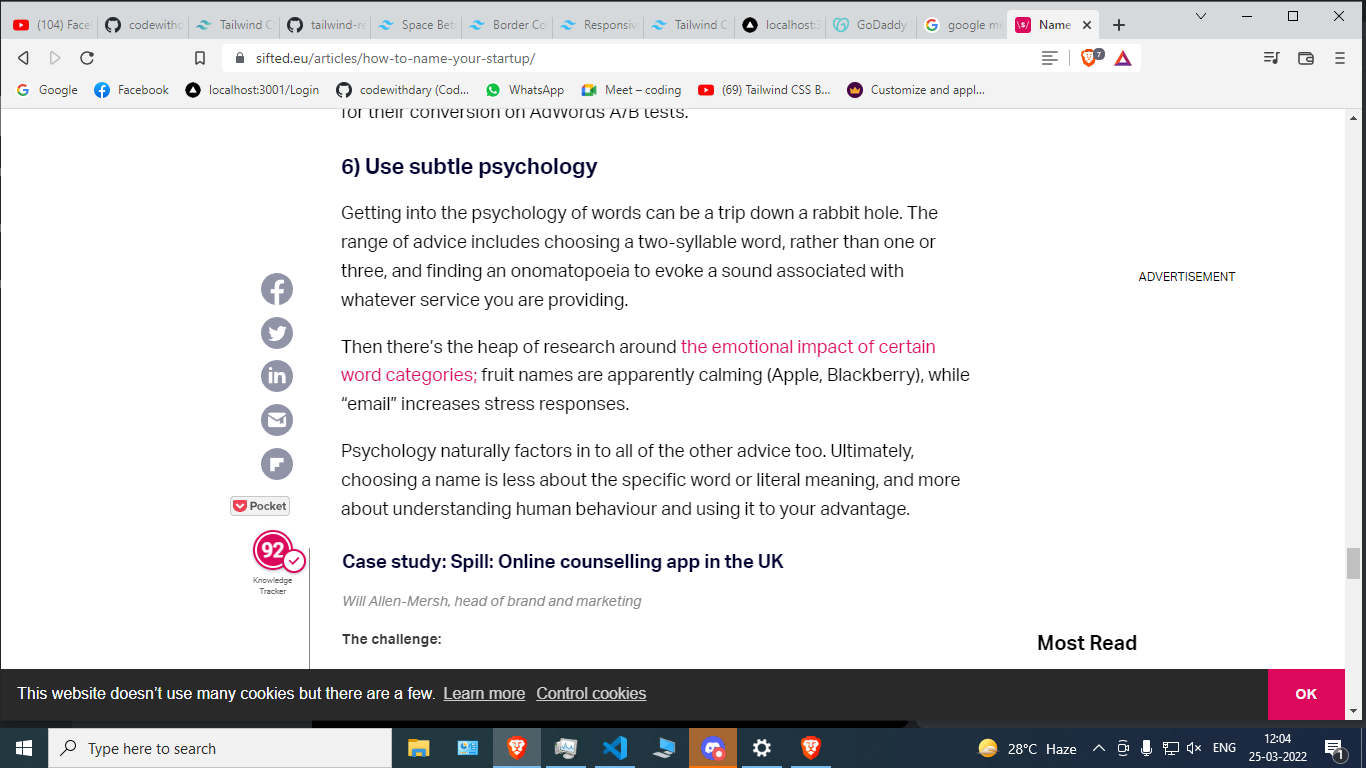 (104) Face
codewithd
Tailwind C
tailwind-re
Space Bet
Border Co
Responsiv
Tailwind C
localhost:3
GoDaddy
google me
Name
sifted.eu/articles/how-to-name-your-startup/
7
Google
Facebook
localhost:3001/Login
codewithdary (Cod...
WhatsApp
Meet – coding
(69) Tailwind CSS B...
Customize and appl...
for their conversion on AdWords A/B tests.
6) Use subtle psychology
Getting into the psychology of words can be a trip down a rabbit hole. The
range of advice includes choosing a two-syllable word, rather than one or
three, and finding an onomatopoeia to evoke a sound associated with
whatever service you are providing.
ADVERTISEMENT
Then there’s the heap of research around the emotional impact of certain
word categories; fruit names are apparently calming (Apple, Blackberry), while
“email” increases stress responses.
Psychology naturally factors in to all of the other advice too. Ultimately,
choosing a name is less about the specific word or literal meaning, and more
about understanding human behaviour and using it to your advantage.
Pocket
92
Knowledge
Tracker
Case study: Spill: Online counselling app in the UK
Will Allen-Mersh, head of brand and marketing
The challenge:
Most Read
This website doesn’t use many cookies but there are a few. Learn more Control cookies
OK
Type here to search
28°C Haze
ENG
12:04
25-03-2022
1